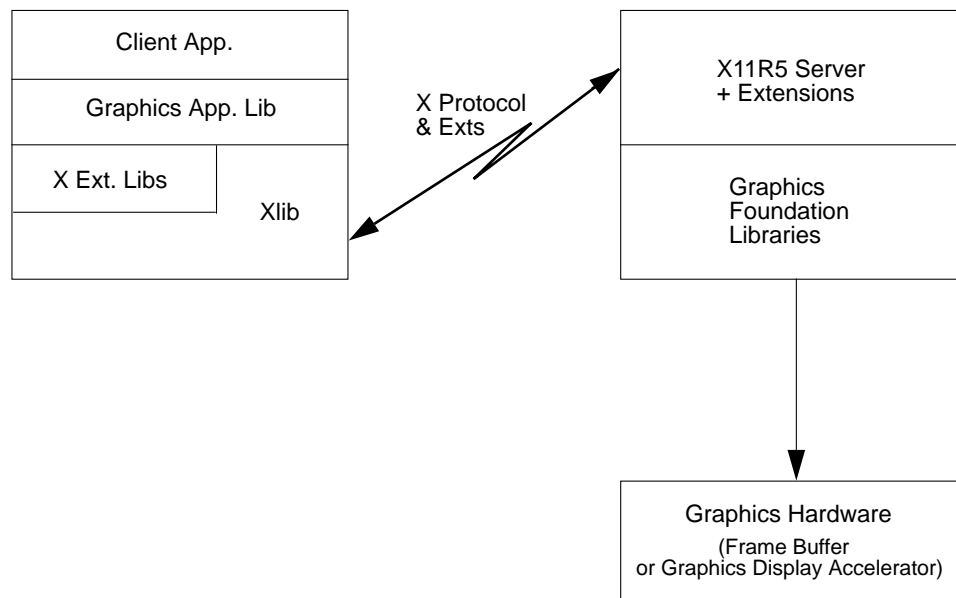 Client App.
Graphics App. Lib
X Ext. Libs
Xlib
X Protocol
& Exts
X11R5 Server
+ Extensions
Graphics
Foundation
Libraries
Graphics Hardware
(Frame Buffer
or Graphics Display Accelerator)